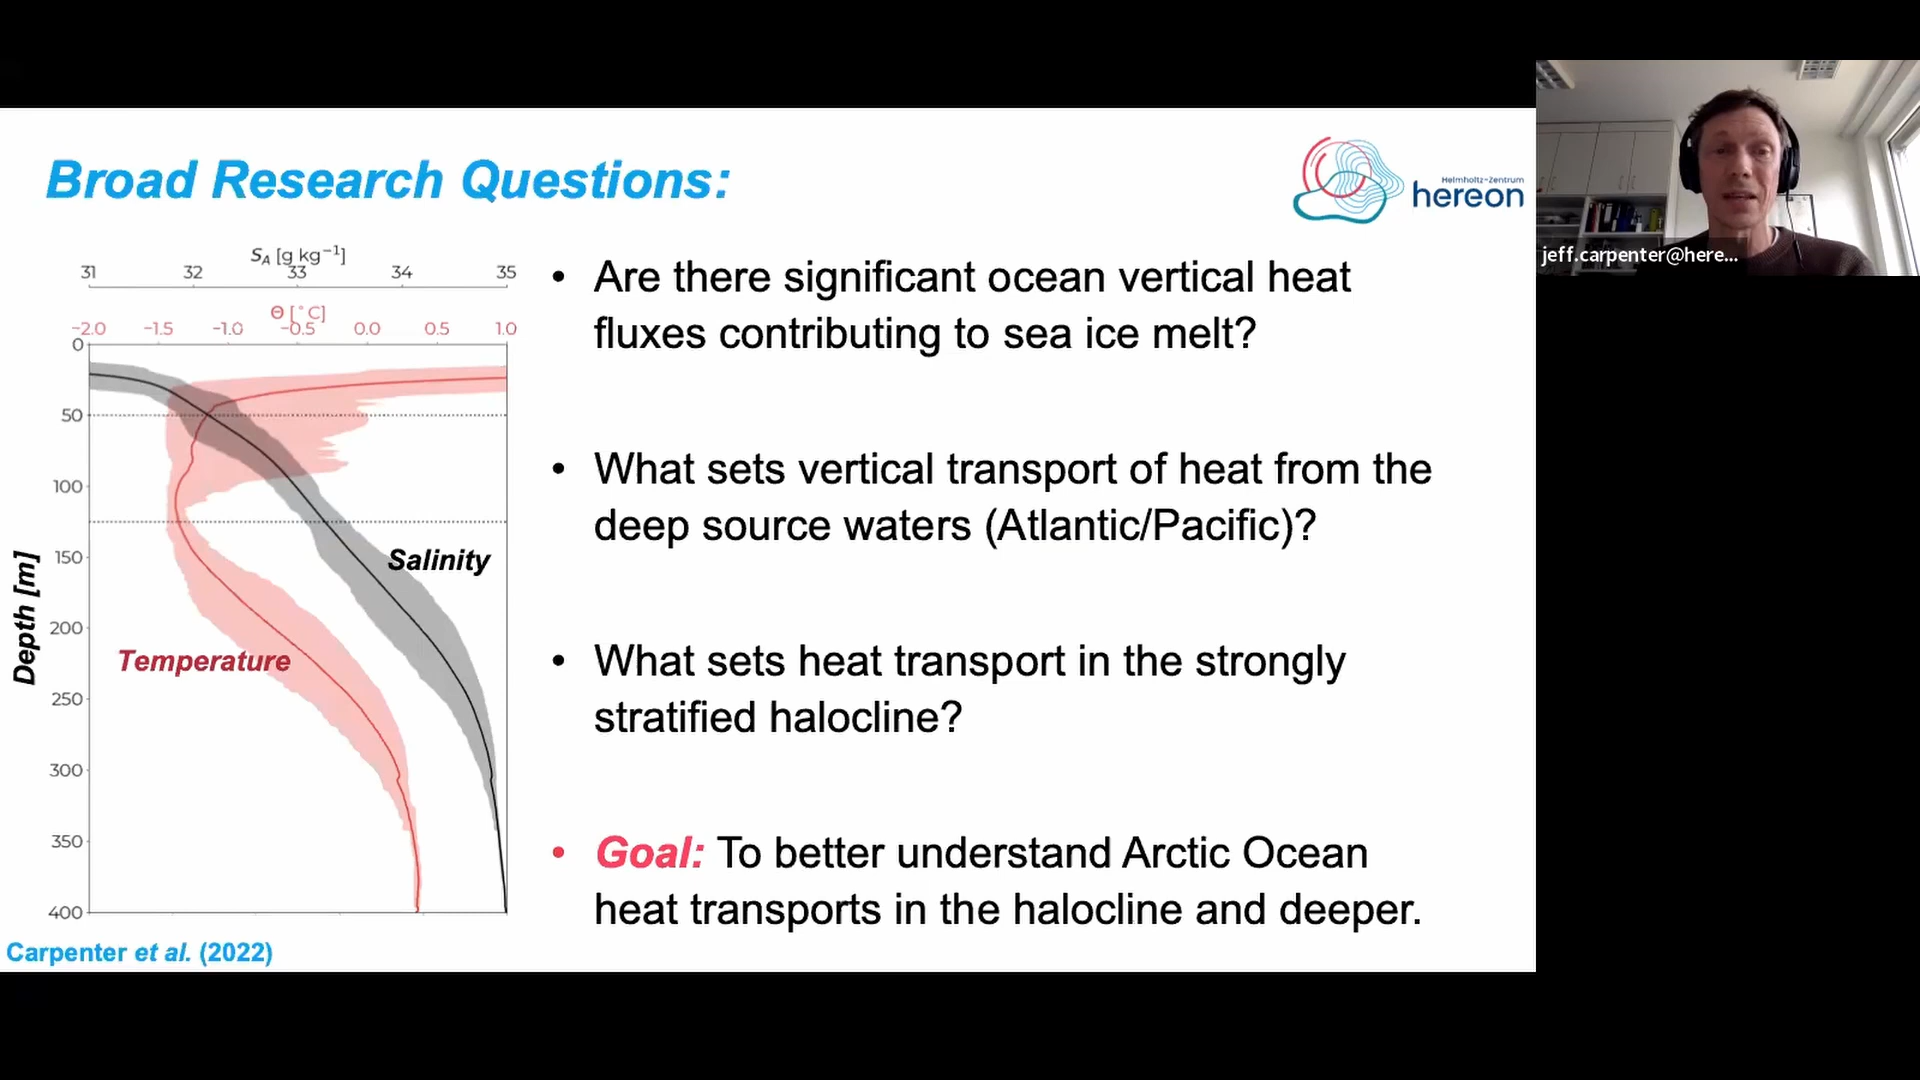 Broad Research Questions:
Helmholtz-Zentrum
hereon
jeff.carpenter@here...
S_A [g kg⁻¹]
31 32 33 34 35
Θ [°C]
−2.0 −1.5 −1.0 −0.5 0.0 0.5 1.0
0
50
100
150
200
250
300
350
400
Depth [m]
Salinity
Temperature
Carpenter et al. (2022)
• Are there significant ocean vertical heat
fluxes contributing to sea ice melt?
• What sets vertical transport of heat from the
deep source waters (Atlantic/Pacific)?
• What sets heat transport in the strongly
stratified halocline?
• Goal: To better understand Arctic Ocean
heat transports in the halocline and deeper.